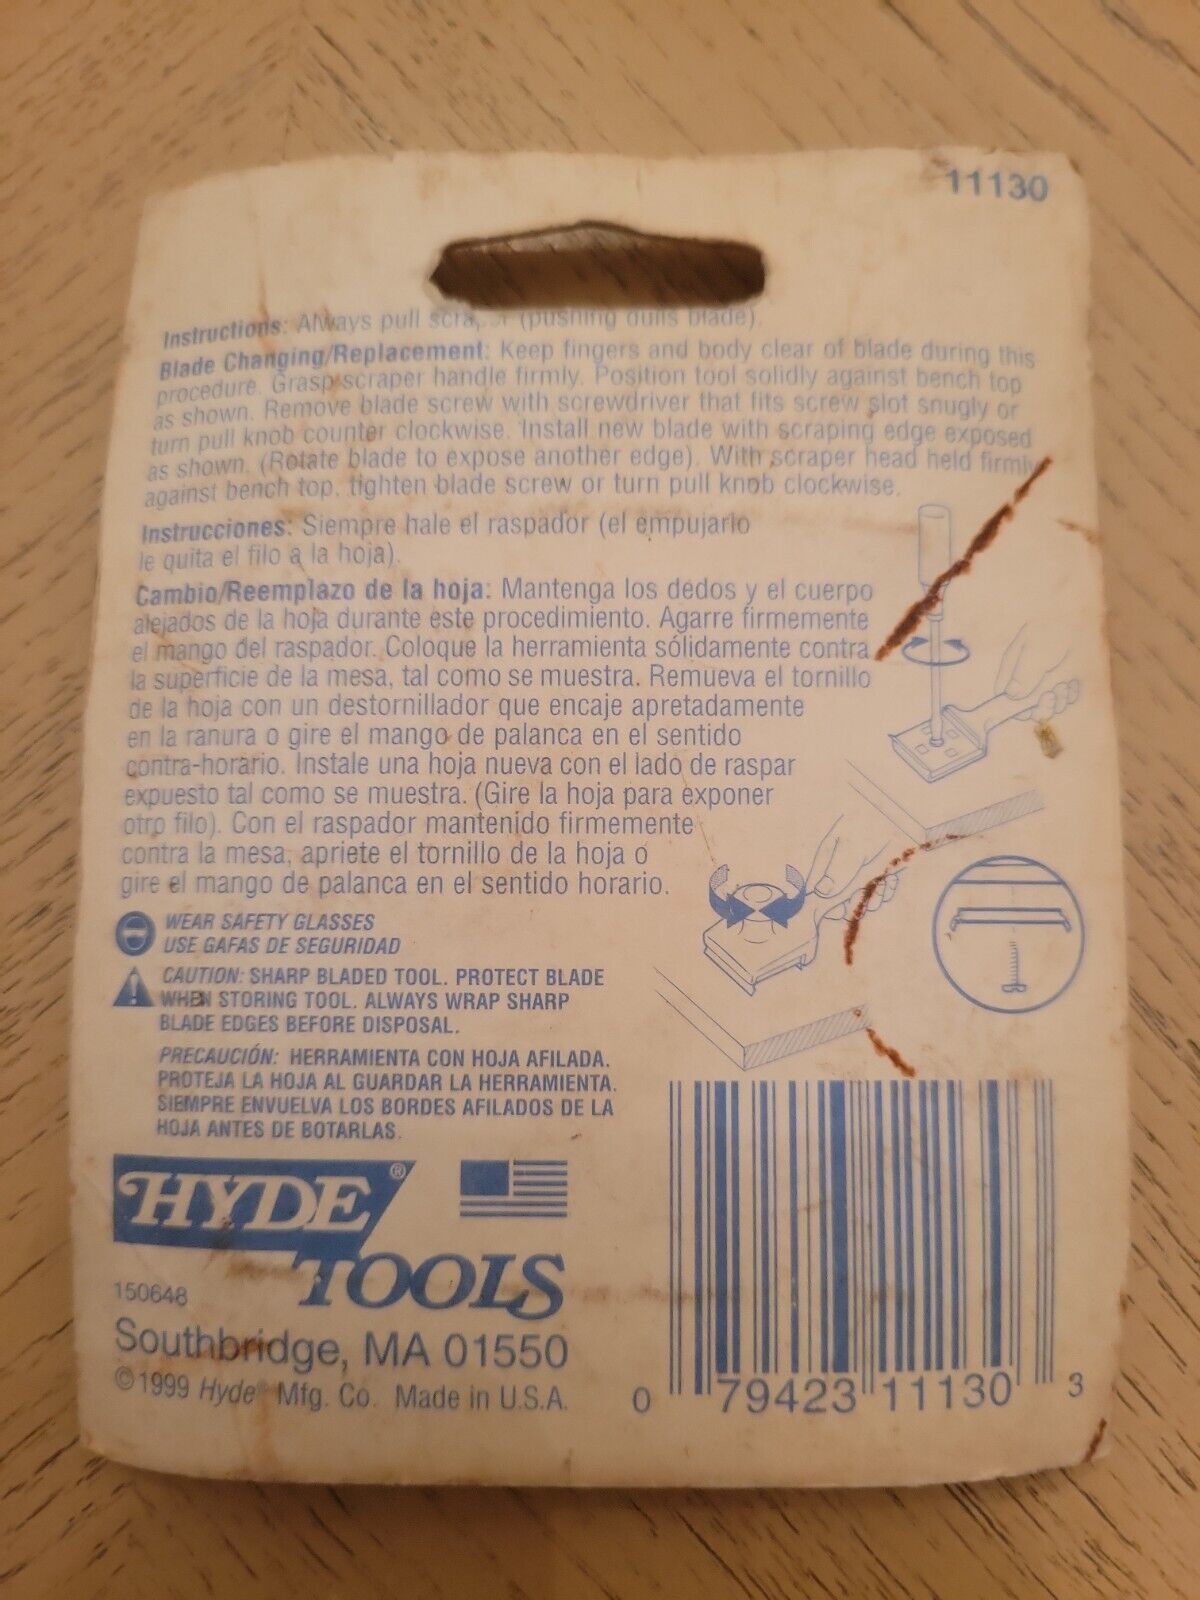 11130
Instructions: Always pull scraper (pushing dulls blade).
Blade Changing/Replacement: Keep fingers and body clear of blade during this
procedure. Grasp scraper handle firmly. Position tool solidly against bench top
as shown. Remove blade screw with screwdriver that fits screw slot snugly or
turn pull knob counter clockwise. Install new blade with scraping edge exposed
as shown. (Rotate blade to expose another edge). With scraper head held firmly
against bench top, tighten blade screw or turn pull knob clockwise.
Instrucciones: Siempre hale el raspador (el empujarlo
le quita el filo a la hoja).
Cambio/Reemplazo de la hoja: Mantenga los dedos y el cuerpo
alejados de la hoja durante este procedimiento. Agarre firmemente
el mango del raspador. Coloque la herramienta sólidamente contra
la superficie de la mesa, tal como se muestra. Remueva el tornillo
de la hoja con un destornillador que encaje apretadamente
en la ranura o gire el mango de palanca en el sentido
contra-horario. Instale una hoja nueva con el lado de raspar
expuesto tal como se muestra. (Gire la hoja para exponer
otro filo). Con el raspador mantenido firmemente
contra la mesa, apriete el tornillo de la hoja o
gire el mango de palanca en el sentido horario.
WEAR SAFETY GLASSES
USE GAFAS DE SEGURIDAD
CAUTION: SHARP BLADED TOOL. PROTECT BLADE
WHEN STORING TOOL. ALWAYS WRAP SHARP
BLADE EDGES BEFORE DISPOSAL.
PRECAUCIÓN: HERRAMIENTA CON HOJA AFILADA.
PROTEJA LA HOJA AL GUARDAR LA HERRAMIENTA.
SIEMPRE ENVUELVA LOS BORDES AFILADOS DE LA
HOJA ANTES DE BOTARLAS.
HYDE®
TOOLS
150648
Southbridge, MA 01550
©1999 Hyde® Mfg. Co. Made in U.S.A.
0 79423 11130 3